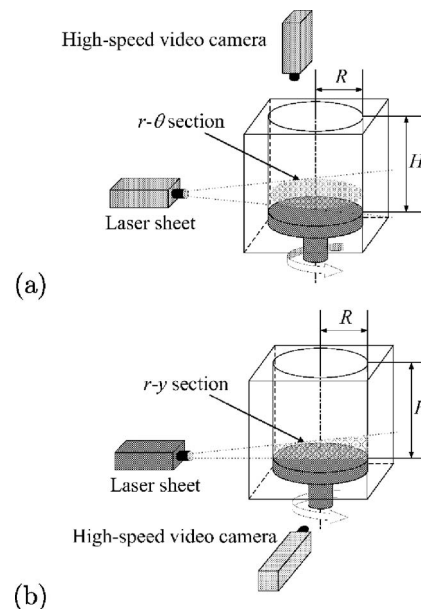 High-speed video camera
R
r-θ section
H
Laser sheet
(a)
R
r-y section
H
Laser sheet
High-speed video camera
(b)